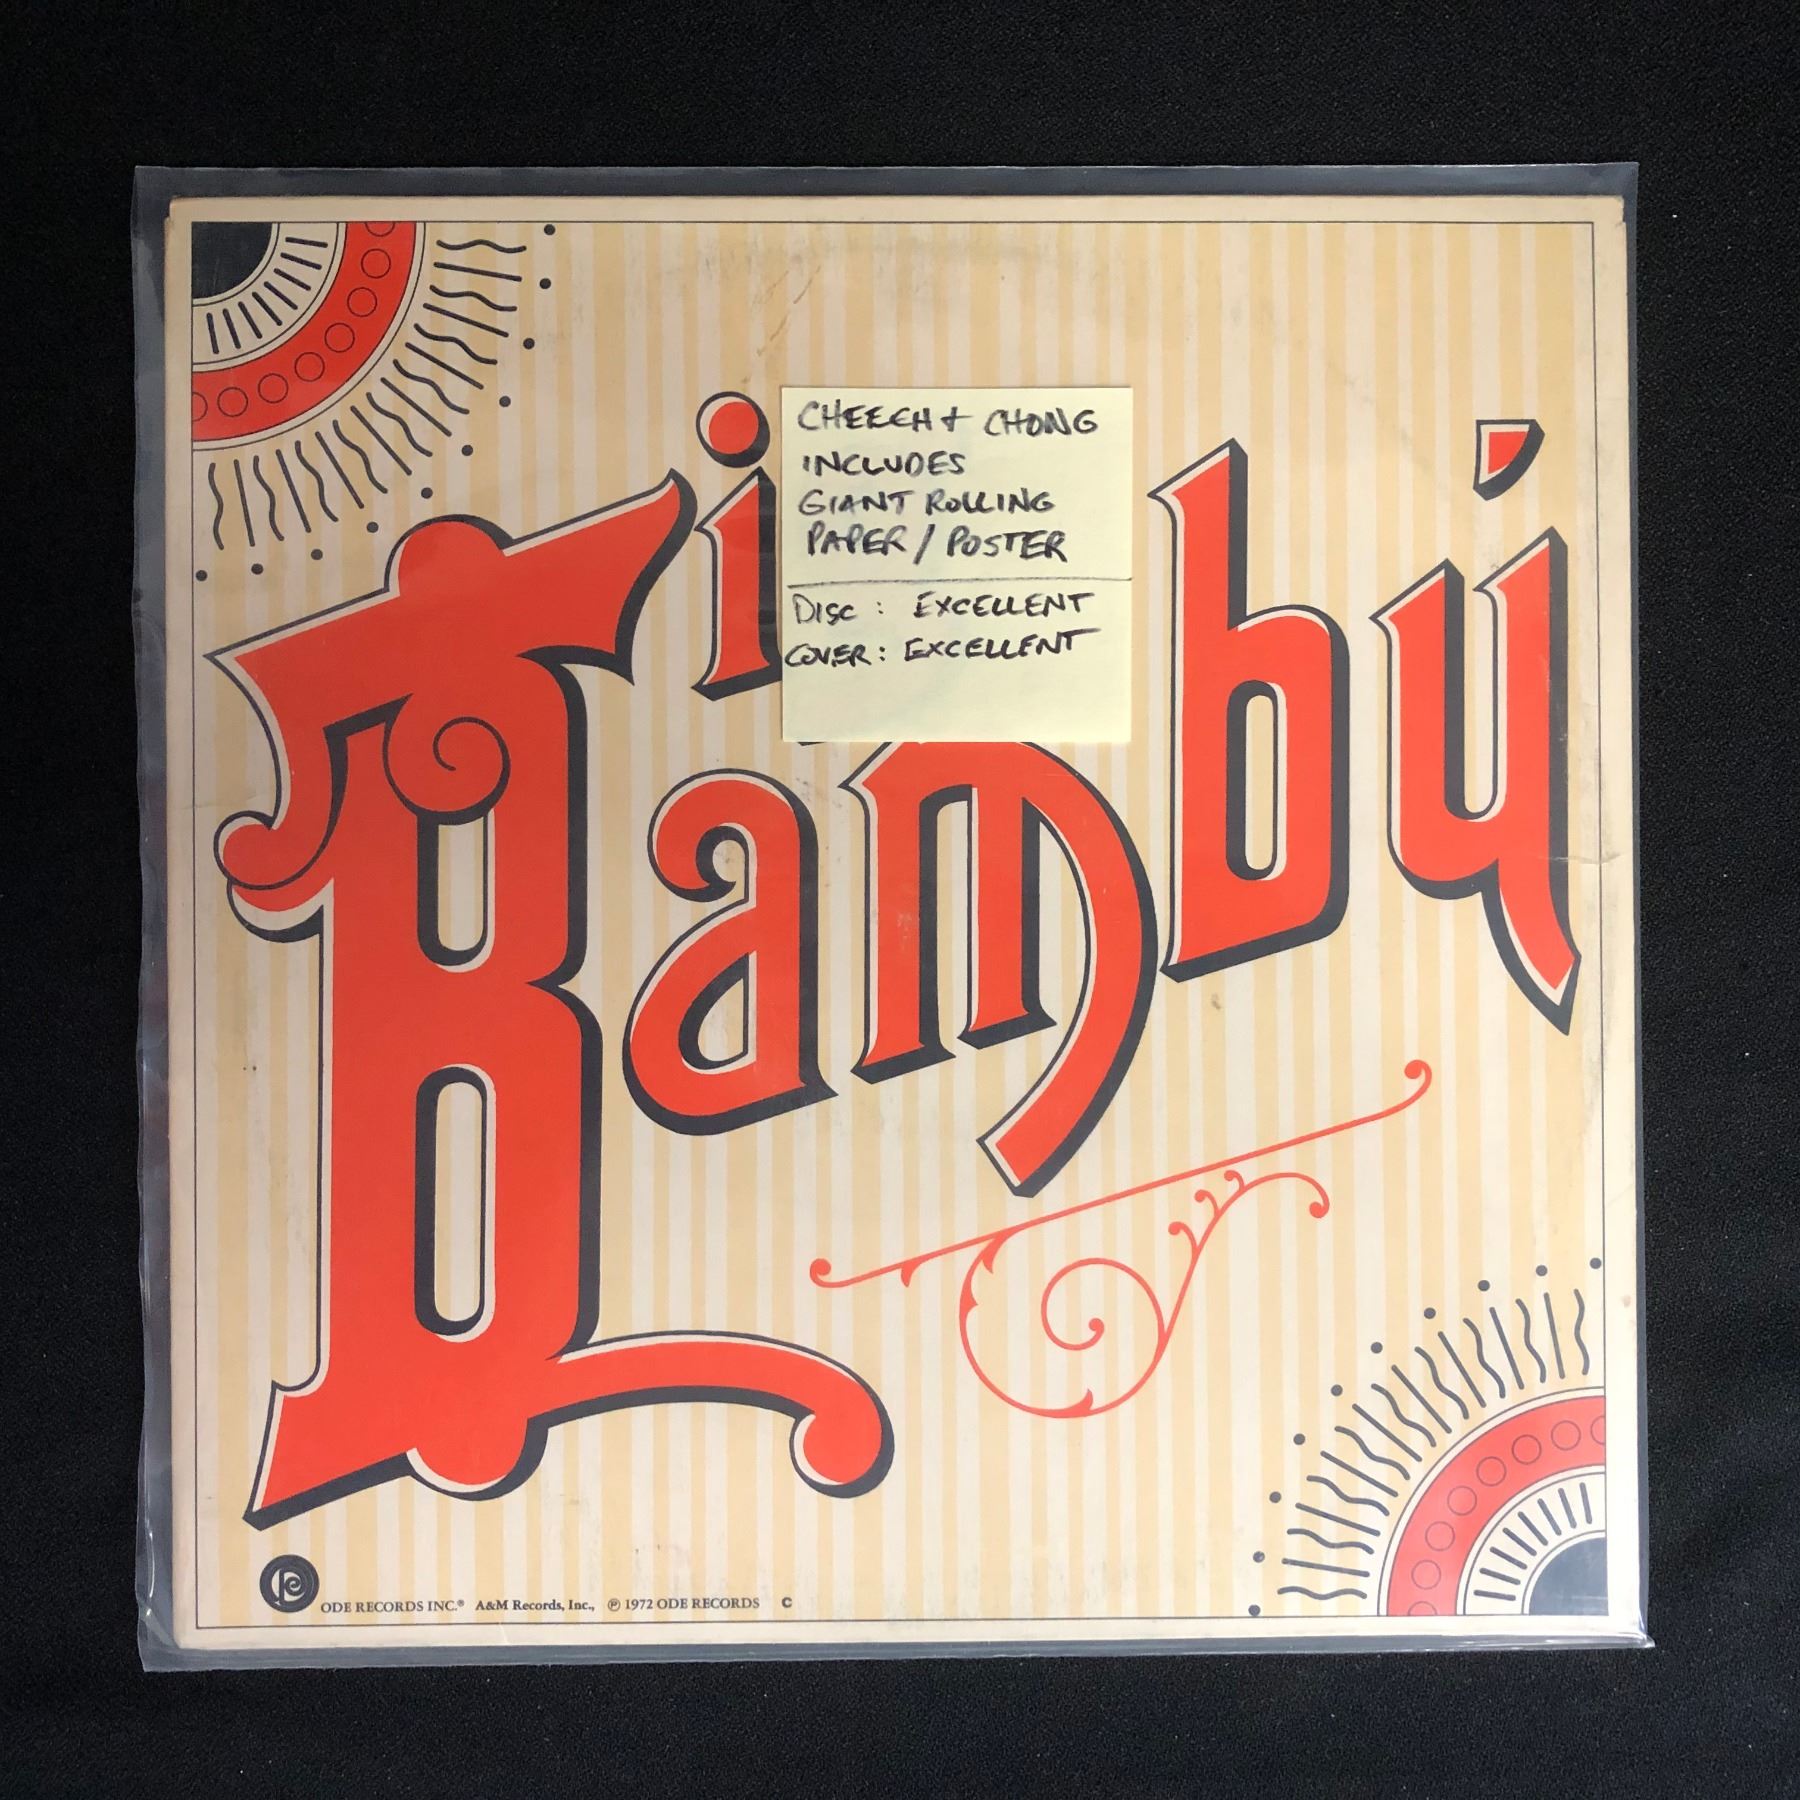 CHEECH + CHONG
INCLUDES
GIANT ROLLING
PAPER / POSTER
DISC : EXCELLENT
COVER : EXCELLENT
Bambú
ODE RECORDS INC.® A&M Records, Inc., ℗ 1972 ODE RECORDS C